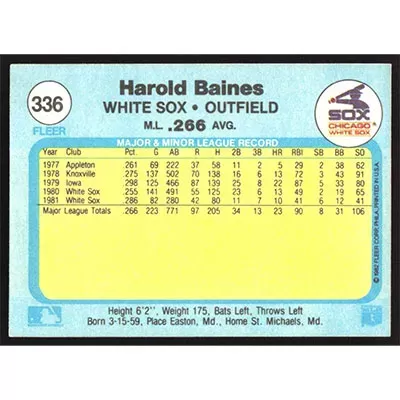 336
FLEER
Harold Baines
WHITE SOX • OUTFIELD
M.L. .266 AVG.
SOX
CHICAGO
WHITE SOX
MAJOR & MINOR LEAGUE RECORD
Year Club Pct G AB R H 2B 3B HR RBI SB BB SO
1977 Appleton 261 69 222 37 58 11 2 5 29 2 36 62
1978 Knoxville 275 137 502 70 138 16 6 13 72 3 43 91
1979 Iowa 298 125 466 87 139 25 8 22 87 5 33 80
1980 White Sox 255 141 491 55 125 23 6 13 49 2 19 65
1981 White Sox 286 82 280 42 80 11 7 10 41 6 12 41
Major League Totals 266 223 771 97 205 34 13 23 90 8 31 106
© 1982 FLEER CORP. PHILA. PRINTED IN U.S.A.
Height 6'2'', Weight 175, Bats Left, Throws Left
Born 3-15-59, Place Easton, Md., Home St. Michaels, Md.